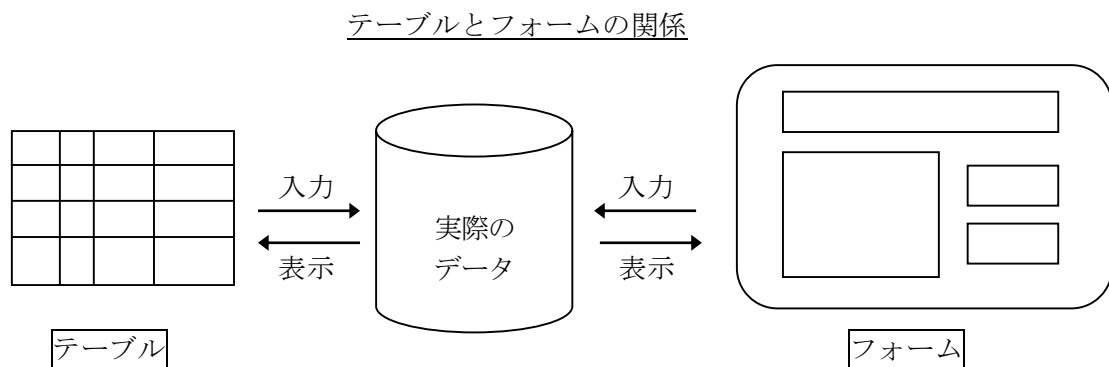 テーブルとフォームの関係
入力
表示
実際の
データ
入力
表示
テーブル
フォーム